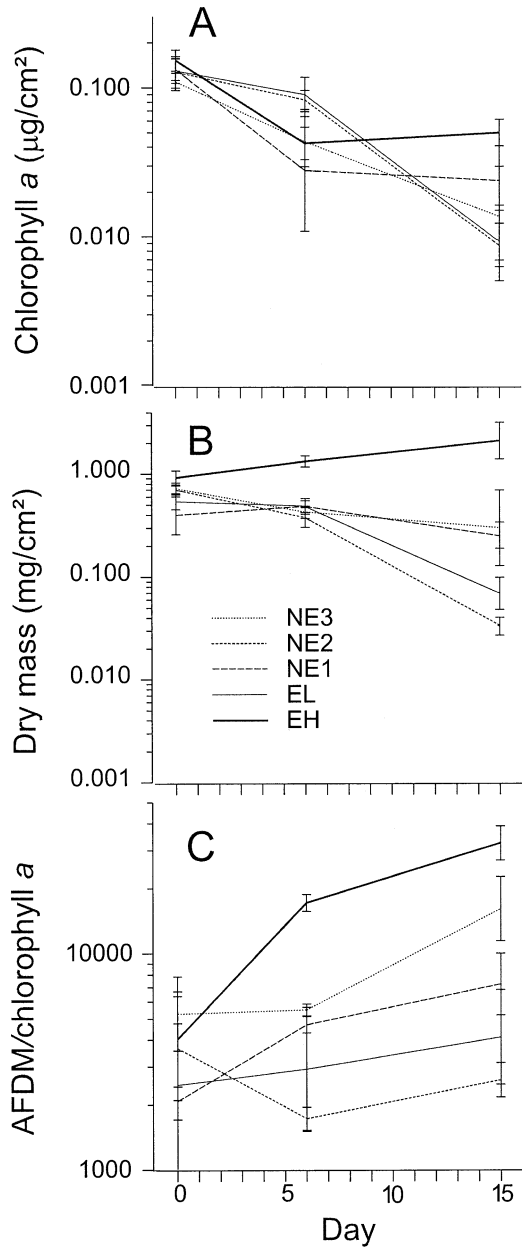 A
Chlorophyll a (µg/cm²)
0.100
0.010
0.001
B
Dry mass (mg/cm²)
1.000
0.100
0.010
0.001
NE3
NE2
NE1
EL
EH
C
AFDM/chlorophyll a
10000
1000
0 5 10 15
Day